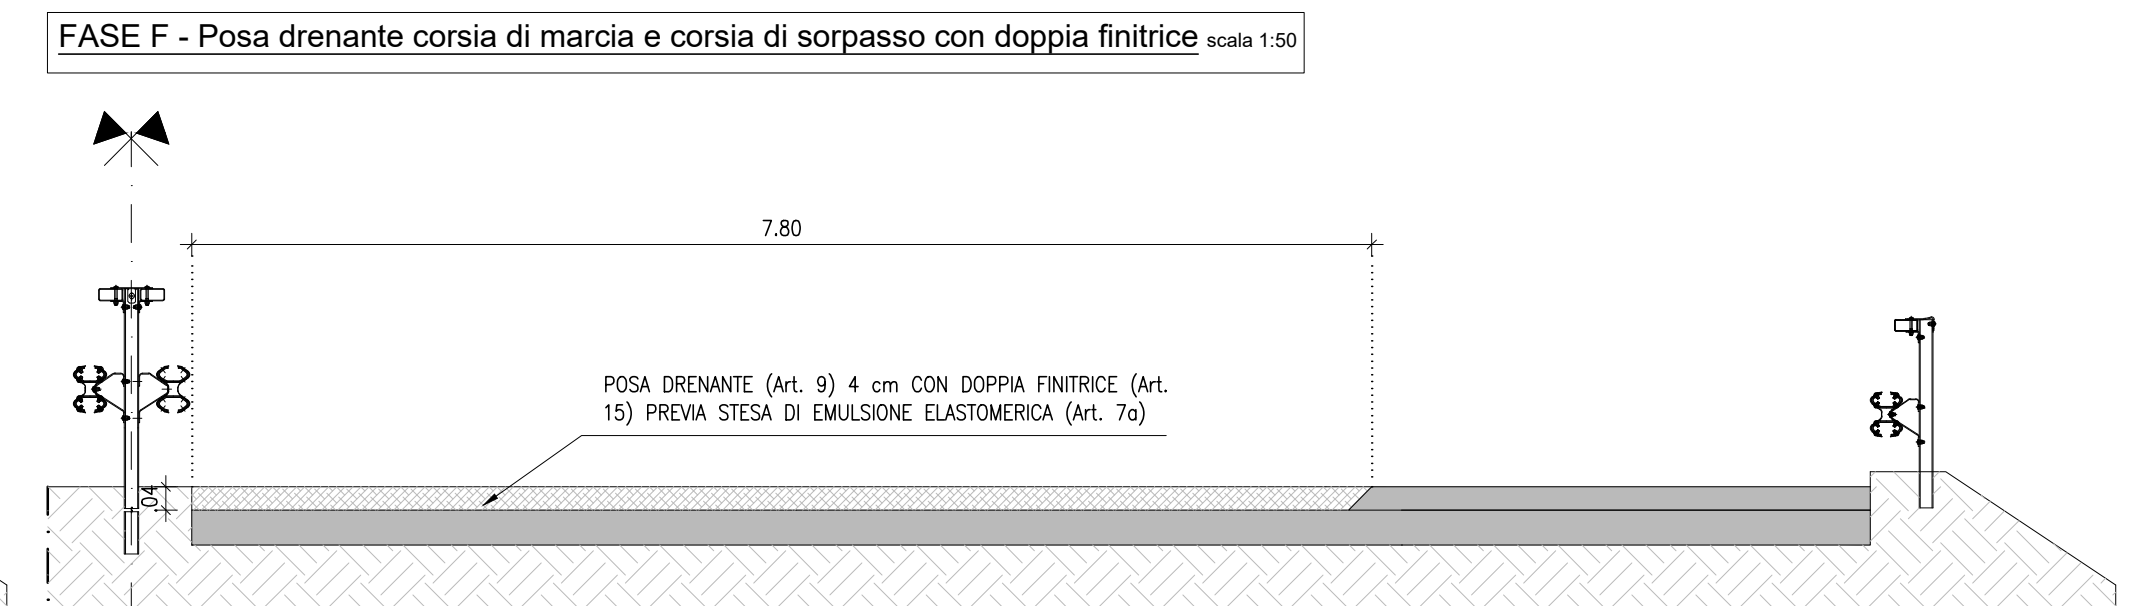 FASE F - Posa drenante corsia di marcia e corsia di sorpasso con doppia finitrice scala 1:50
7.80
POSA DRENANTE (Art. 9) 4 cm CON DOPPIA FINITRICE (Art.
15) PREVIA STESA DI EMULSIONE ELASTOMERICA (Art. 7a)
.04